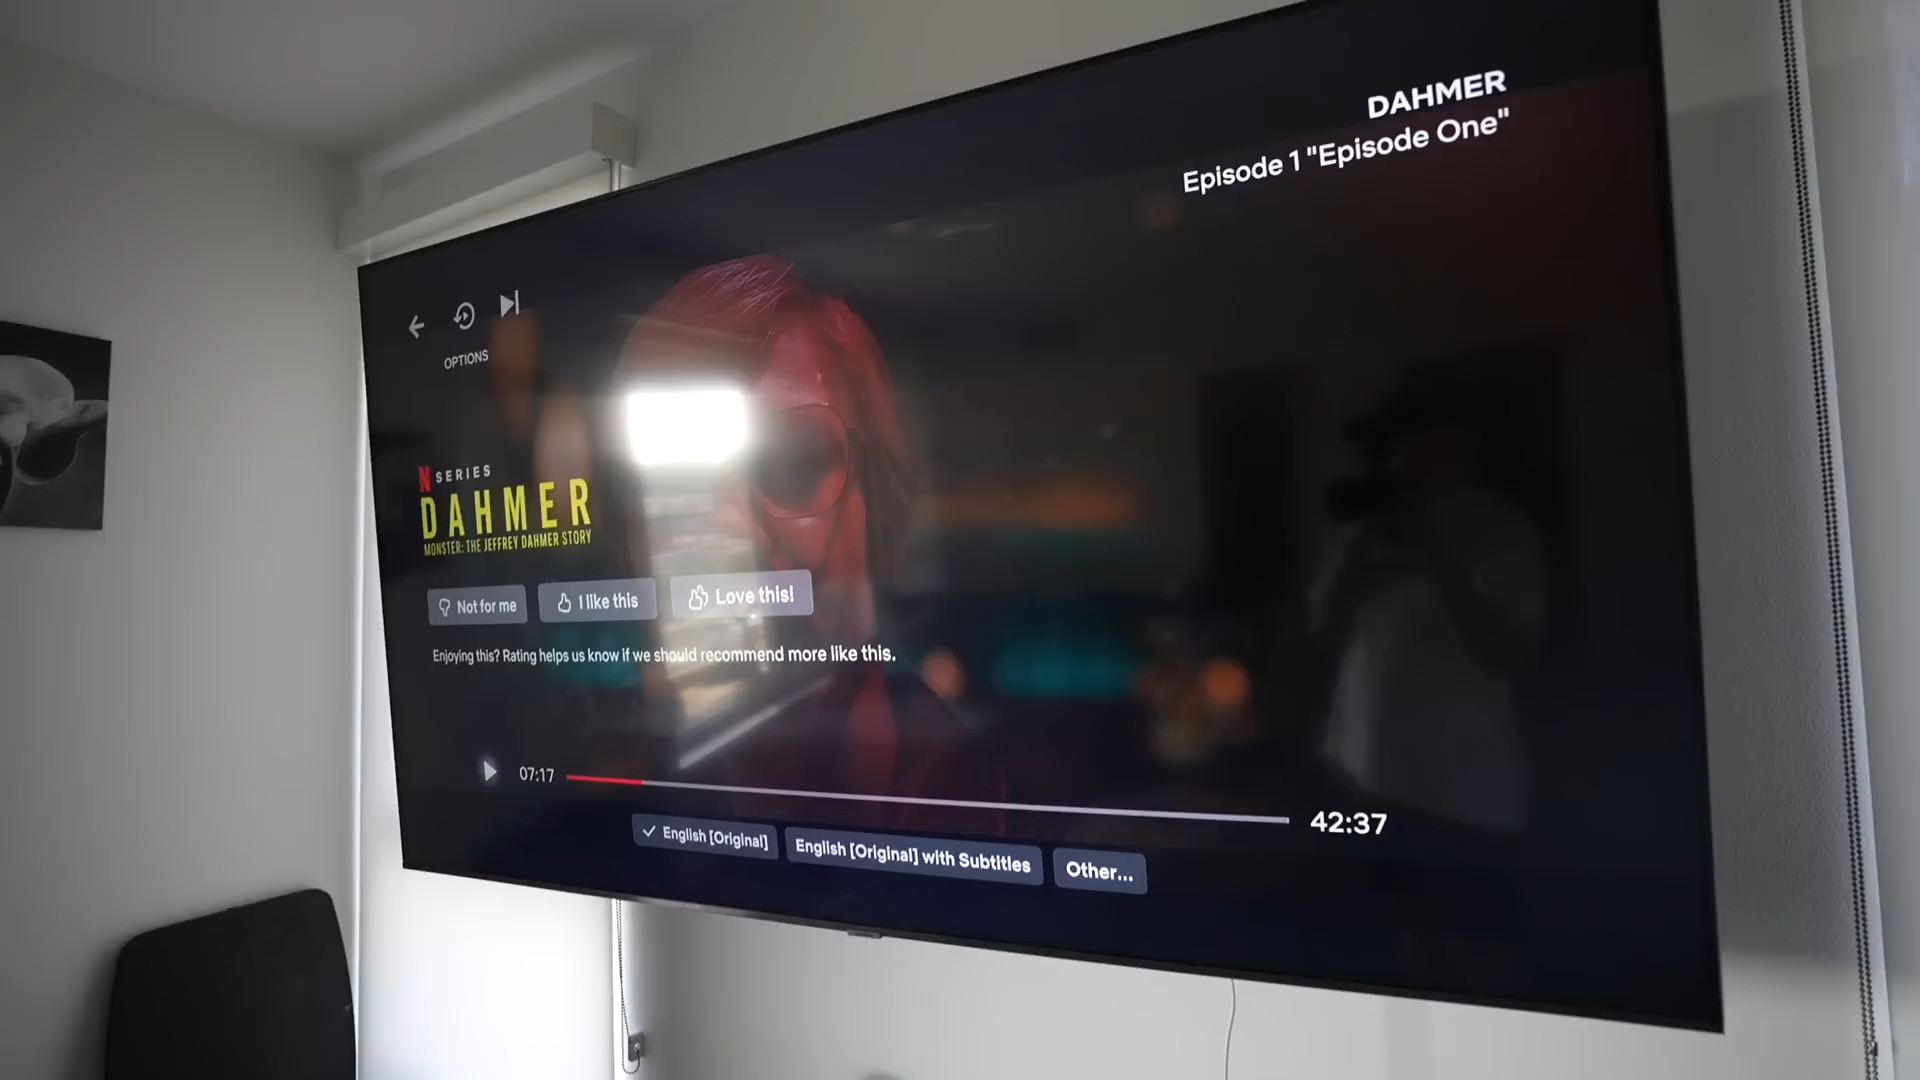 DAHMER
Episode 1 "Episode One"
OPTIONS
N SERIES
DAHMER
MONSTER: THE JEFFREY DAHMER STORY
Not for me
I like this
Love this!
Enjoying this? Rating helps us know if we should recommend more like this.
07:17
42:37
English [Original]
English [Original] with Subtitles
Other...